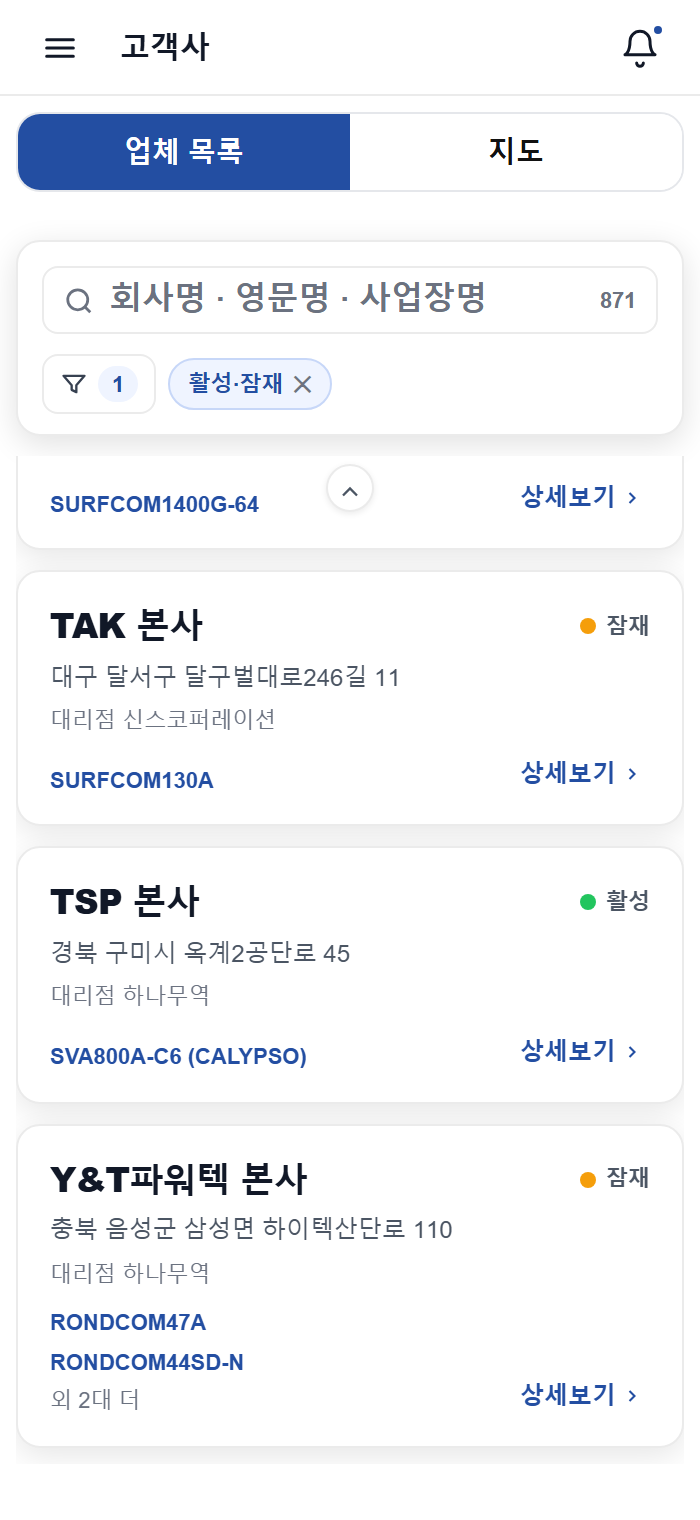 고객사
업체 목록
지도
회사명 · 영문명 · 사업장명
871
1
활성·잠재
SURFCOM1400G-64
상세보기
TAK 본사
잠재
대구 달서구 달구벌대로246길 11
대리점 신스코퍼레이션
SURFCOM130A
상세보기
TSP 본사
활성
경북 구미시 옥계2공단로 45
대리점 하나무역
SVA800A-C6 (CALYPSO)
상세보기
Y&T파워텍 본사
잠재
충북 음성군 삼성면 하이텍산단로 110
대리점 하나무역
RONDCOM47A
RONDCOM44SD-N
외 2대 더
상세보기